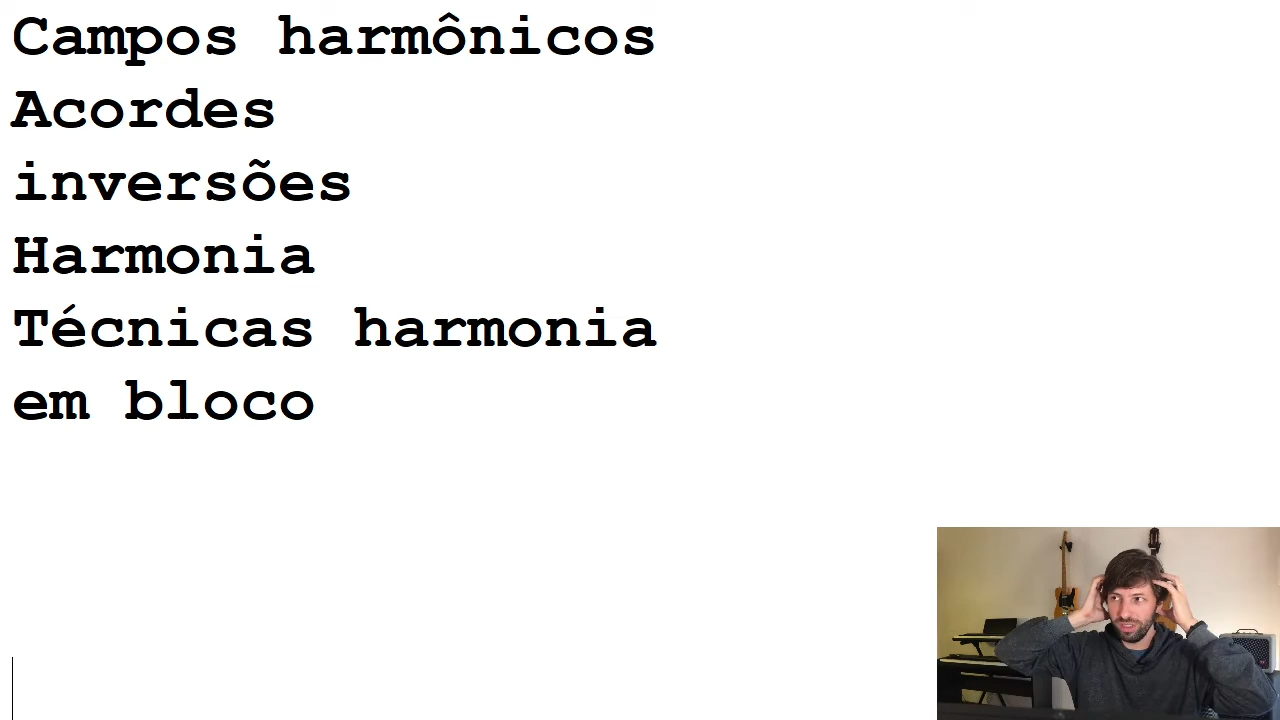 Campos harmônicos
Acordes
inversões
Harmonia
Técnicas harmonia
em bloco